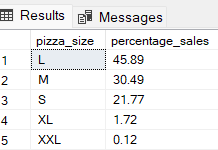 Results Messages
pizza_size percentage_sales
1 L 45.89
2 M 30.49
3 S 21.77
4 XL 1.72
5 XXL 0.12